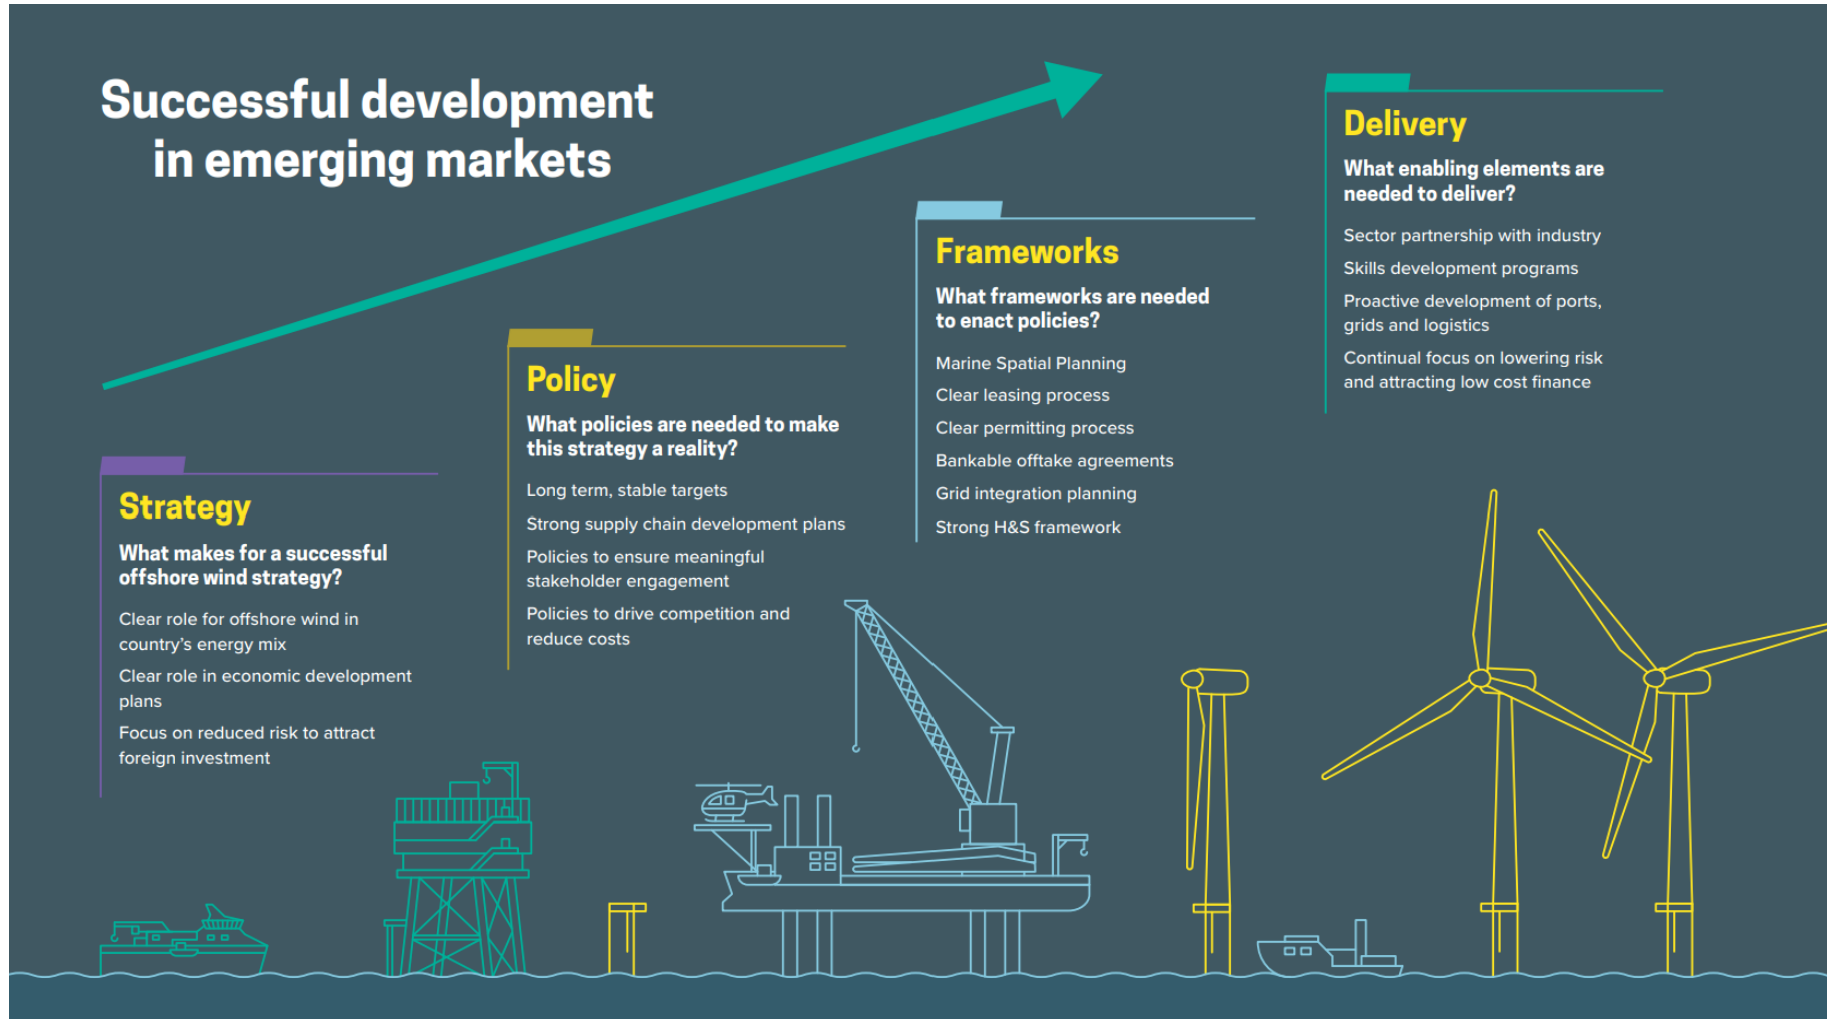 Successful development
in emerging markets
Strategy
What makes for a successful
offshore wind strategy?
Clear role for offshore wind in
country’s energy mix
Clear role in economic development
plans
Focus on reduced risk to attract
foreign investment
Policy
What policies are needed to make
this strategy a reality?
Long term, stable targets
Strong supply chain development plans
Policies to ensure meaningful
stakeholder engagement
Policies to drive competition and
reduce costs
Frameworks
What frameworks are needed
to enact policies?
Marine Spatial Planning
Clear leasing process
Clear permitting process
Bankable offtake agreements
Grid integration planning
Strong H&S framework
Delivery
What enabling elements are
needed to deliver?
Sector partnership with industry
Skills development programs
Proactive development of ports,
grids and logistics
Continual focus on lowering risk
and attracting low cost finance